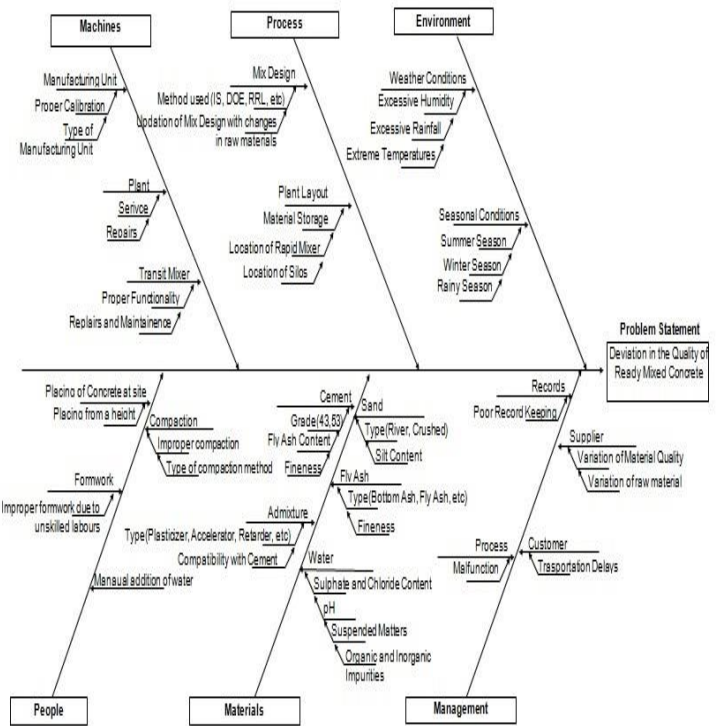 Machines
Process
Environment
Manufacturing Unit
Proper Calibration
Type of
Manufacturing Unit
Plant
Serivce
Repairs
Transit Mixer
Proper Functionality
Replairs and Maintainence
Mix Design
Method used (IS, DOE, RRL, etc)
Updation of Mix Design with changes
in raw materials
Plant Layout
Material Storage
Location of Rapid Mixer
Location of Silos
Weather Conditions
Excessive Humidity
Excessive Rainfall
Extreme Temperatures
Seasonal Conditions
Summer Season
Winter Season
Rainy Season
Problem Statement
Deviation in the Quality of
Ready Mixed Concrete
Placing of Concrete at site
Placing from a height
Compaction
Improper compaction
Type of compaction method
Formwork
Improper formwork due to
unskilled labours
Manaual addition of water
Cement
Grade(43,53)
Fly Ash Content
Fineness
Sand
Type(River, Crushed)
Silt Content
Fly Ash
Type(Bottom Ash, Fly Ash, etc)
Fineness
Admixture
Type(Plasticizer, Accelerator, Retarder, etc)
Compatibility with Cement
Water
Sulphate and Chloride Content
pH
Suspended Matters
Organic and Inorganic
Impurities
Records
Poor Record Keeping
Supplier
Variation of Material Quality
Variation of raw material
Process
Malfunction
Customer
Trasportation Delays
People
Materials
Management